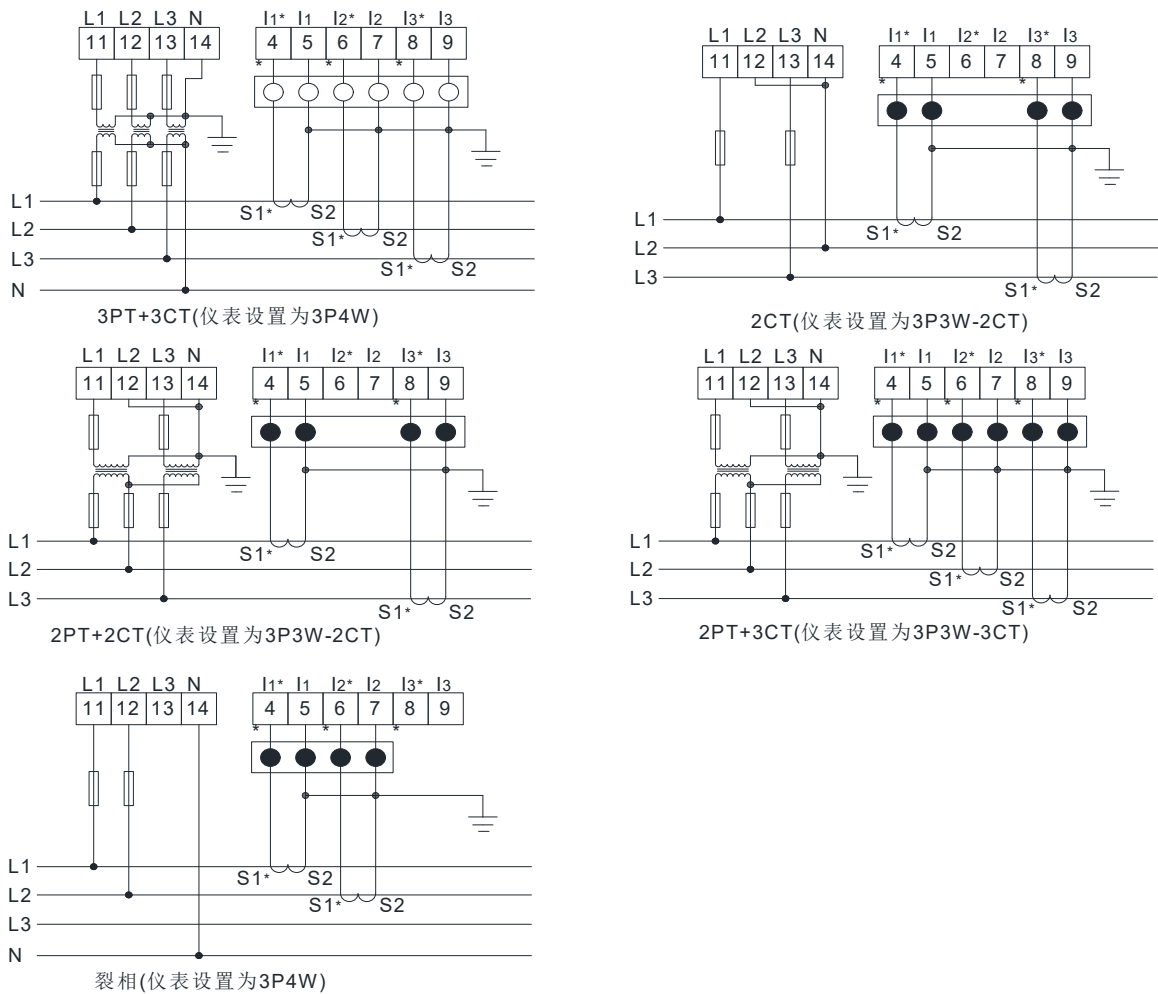 L1 L2 L3 N I1* I1 I2* I2 I3* I3
11 12 13 14 4 5 6 7 8 9
* * *
L1
S1* S2
L2
S1* S2
L3
S1* S2
N
3PT+3CT(仪表设置为3P4W)
L1 L2 L3 N I1* I1 I2* I2 I3* I3
11 12 13 14 4 5 6 7 8 9
* *
L1
S1* S2
L2
L3
S1* S2
2CT(仪表设置为3P3W-2CT)
L1 L2 L3 N I1* I1 I2* I2 I3* I3
11 12 13 14 4 5 6 7 8 9
* *
L1
S1* S2
L2
L3
S1* S2
2PT+2CT(仪表设置为3P3W-2CT)
L1 L2 L3 N I1* I1 I2* I2 I3* I3
11 12 13 14 4 5 6 7 8 9
* * *
L1
S1* S2
L2
S1* S2
L3
S1* S2
2PT+3CT(仪表设置为3P3W-3CT)
L1 L2 L3 N I1* I1 I2* I2 I3* I3
11 12 13 14 4 5 6 7 8 9
* * *
L1
S1* S2
L2
S1* S2
L3
N
裂相(仪表设置为3P4W)